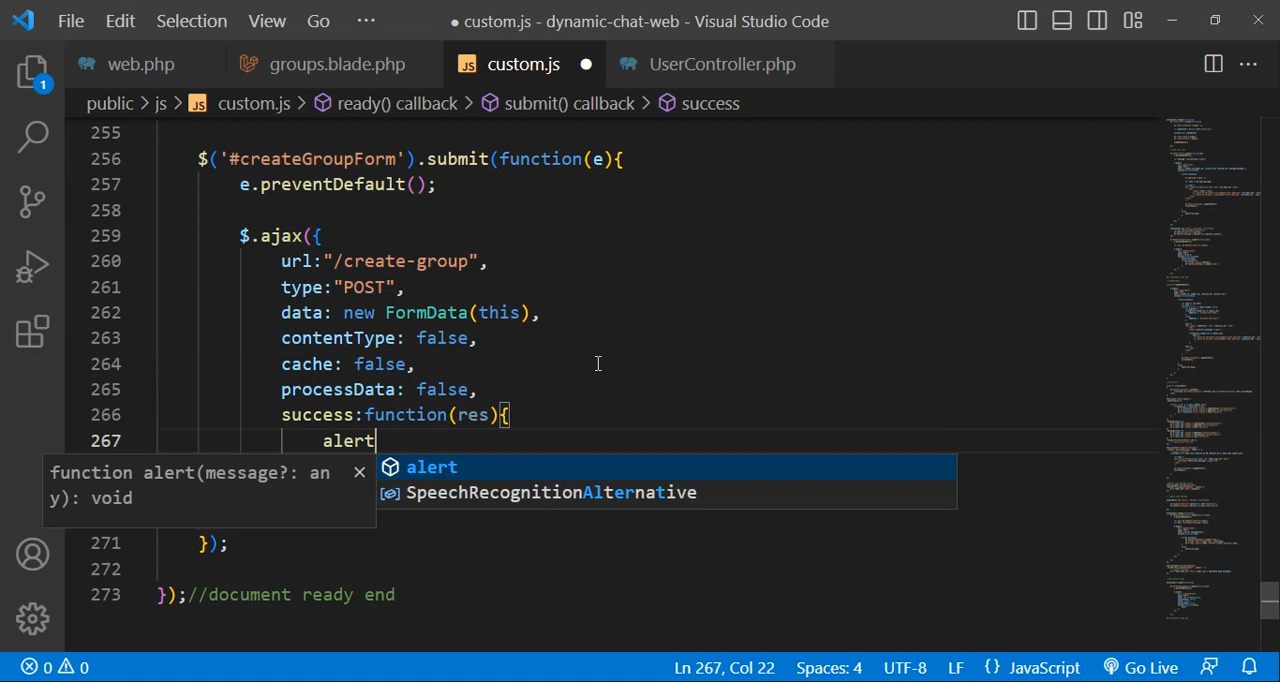 File Edit Selection View Go ··· ● custom.js - dynamic-chat-web - Visual Studio Code
web.php groups.blade.php JS custom.js ● UserController.php ···
public > js > JS custom.js > ready() callback > submit() callback > success
1
255
256 $('#createGroupForm').submit(function(e){
257 e.preventDefault();
258
259 $.ajax({
260 url:"/create-group",
261 type:"POST",
262 data: new FormData(this),
263 contentType: false,
264 cache: false,
265 processData: false,
266 success:function(res){
267 alert
function alert(message?: an
y): void
alert
SpeechRecognitionAlternative
271 });
272
273 });//document ready end
0 0 Ln 267, Col 22 Spaces: 4 UTF-8 LF {} JavaScript Go Live